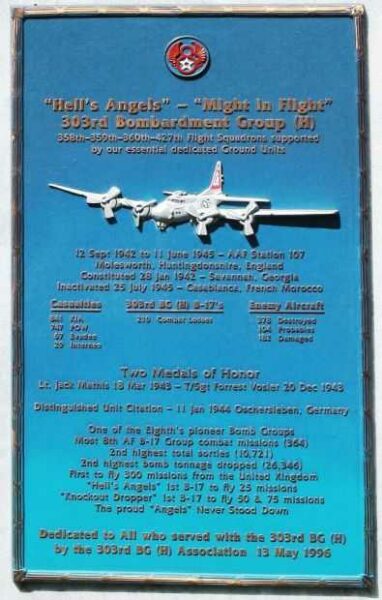 "Hell's Angels" – "Might in Flight"
303rd Bombardment Group (H)
358th-359th-360th-427th Flight Squadrons supported
by our essential dedicated Ground Units
12 Sept 1942 to 11 June 1945 – AAF Station 107
Molesworth, Huntingdonshire, England
Constituted 28 Jan 1942 – Savannah, Georgia
Inactivated 25 July 1945 – Casablanca, French Morocco
Casualties 303rd BG (H) B-17's Enemy Aircraft
841 KIA 210 Combat Losses 378 Destroyed
747 POW 104 Probables
67 Evaded 182 Damaged
25 Interned
Two Medals of Honor
Lt. Jack Mathis 18 Mar 1943 – T/Sgt Forrest Vosler 20 Dec 1943
Distinguished Unit Citation – 11 Jan 1944 Oschersleben, Germany
One of the Eighth's pioneer Bomb Groups
Most 8th AF B-17 Group combat missions (364)
2nd highest total sorties (10,721)
2nd highest bomb tonnage dropped (26,346)
First to fly 300 missions from the United Kingdom
"Hell's Angels" 1st B-17 to fly 25 missions
"Knockout Dropper" 1st B-17 to fly 50 & 75 missions
The proud "Angels" Never Stood Down
Dedicated to All who served with the 303rd BG (H)
by the 303rd BG (H) Association 13 May 1996